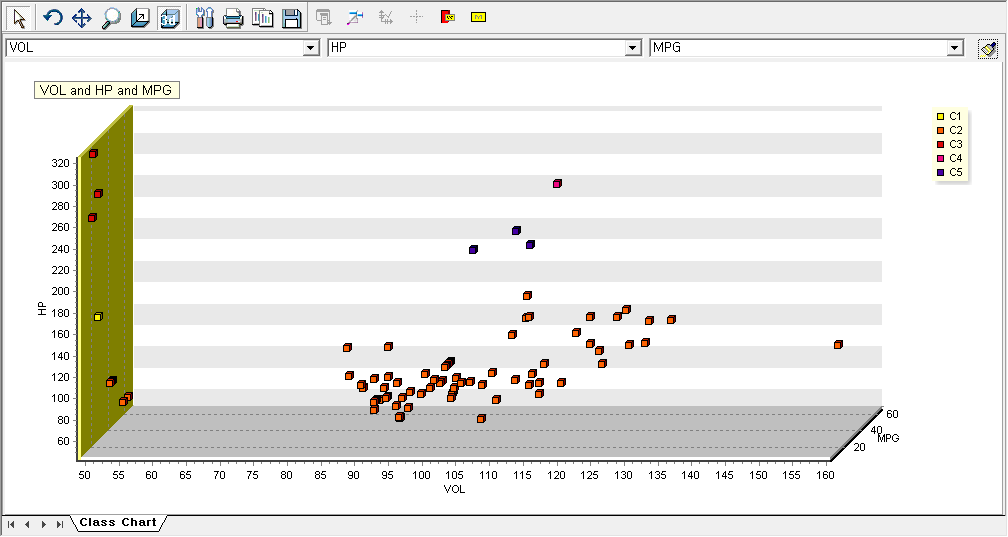 VOL HP MPG
VOL and HP and MPG
C1
C2
C3
C4
C5
320
300
280
260
240
220
200
180
160
140
120
100
80
60
HP
60
40
20
MPG
50 55 60 65 70 75 80 85 90 95 100 105 110 115 120 125 130 135 140 145 150 155 160
VOL
Class Chart